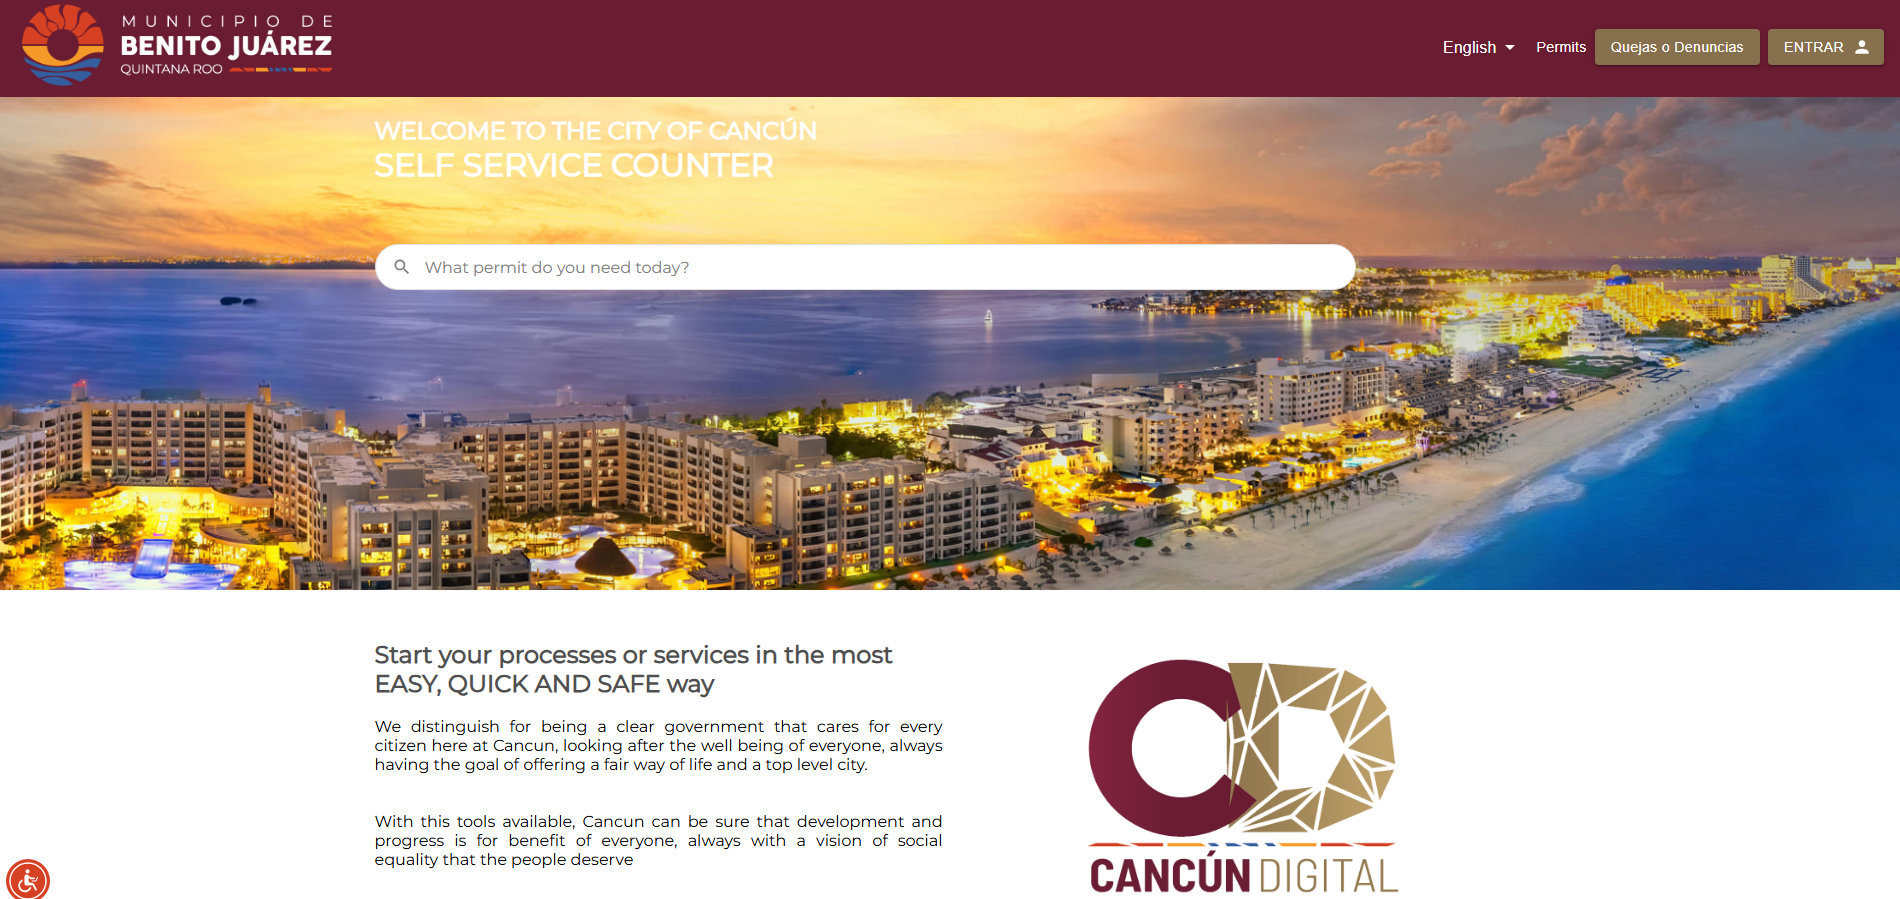 MUNICIPIO DE
BENITO JUÁREZ
QUINTANA ROO
English
Permits
Quejas o Denuncias
ENTRAR
WELCOME TO THE CITY OF CANCÚN
SELF SERVICE COUNTER
What permit do you need today?
Start your processes or services in the most
EASY, QUICK AND SAFE way
We distinguish for being a clear government that cares for every
citizen here at Cancun, looking after the well being of everyone, always
having the goal of offering a fair way of life and a top level city.
With this tools available, Cancun can be sure that development and
progress is for benefit of everyone, always with a vision of social
equality that the people deserve
CD
CANCÚN DIGITAL